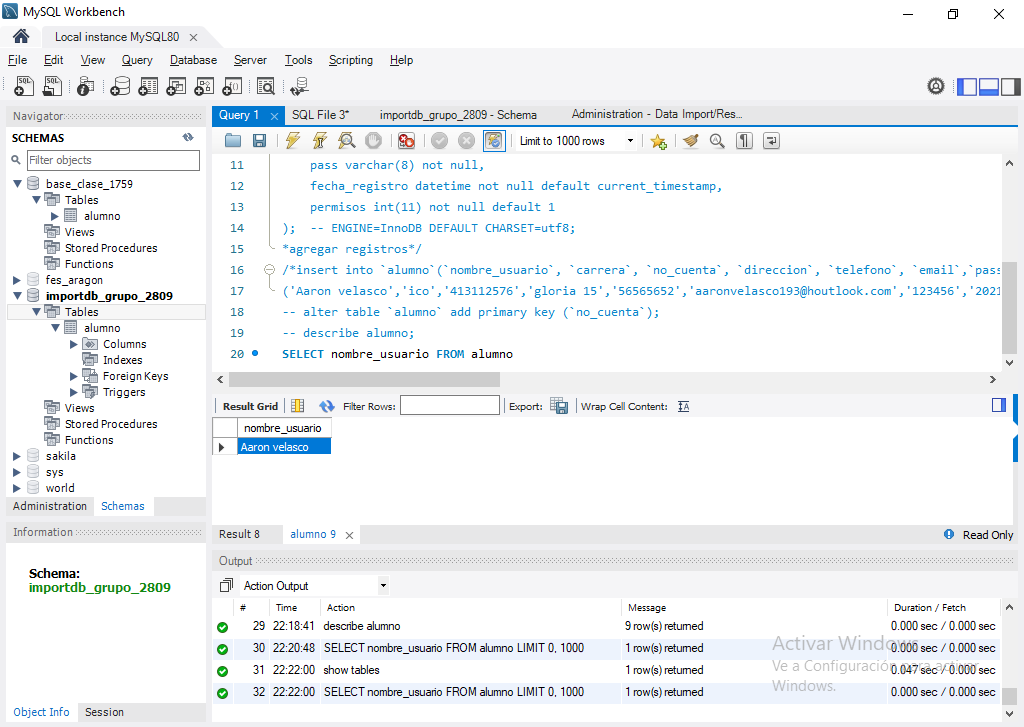 MySQL Workbench
Local instance MySQL80
File Edit View Query Database Server Tools Scripting Help
Navigator
SCHEMAS
Filter objects
base_clase_1759
Tables
alumno
Views
Stored Procedures
Functions
fes_aragon
importdb_grupo_2809
Tables
alumno
Columns
Indexes
Foreign Keys
Triggers
Views
Stored Procedures
Functions
sakila
sys
world
Administration Schemas
Information
Schema:
importdb_grupo_2809
Object Info Session
Query 1 SQL File 3* importdb_grupo_2809 - Schema Administration - Data Import/Res...
Limit to 1000 rows
11 pass varchar(8) not null,
12 fecha_registro datetime not null default current_timestamp,
13 permisos int(11) not null default 1
14 ); -- ENGINE=InnoDB DEFAULT CHARSET=utf8;
15 *agregar registros*/
16 /*insert into `alumno`(`nombre_usuario`, `carrera`, `no_cuenta`, `direccion`, `telefono`, `email`,`pass
17 ('Aaron velasco','ico','413112576','gloria 15','56565652','aaronvelasco193@houtlook.com','123456','2021
18 -- alter table `alumno` add primary key (`no_cuenta`);
19 -- describe alumno;
20 SELECT nombre_usuario FROM alumno
Result Grid Filter Rows: Export: Wrap Cell Content:
nombre_usuario
Aaron velasco
Result 8 alumno 9 Read Only
Output
Action Output
# Time Action Message Duration / Fetch
29 22:18:41 describe alumno 9 row(s) returned 0.000 sec / 0.000 sec
30 22:20:48 SELECT nombre_usuario FROM alumno LIMIT 0, 1000 1 row(s) returned 0.000 sec / 0.000 sec
31 22:22:00 show tables 1 row(s) returned 0.047 sec / 0.000 sec
32 22:22:00 SELECT nombre_usuario FROM alumno LIMIT 0, 1000 1 row(s) returned 0.000 sec / 0.000 sec
Activar Windows
Ve a Configuración para activar
Windows.